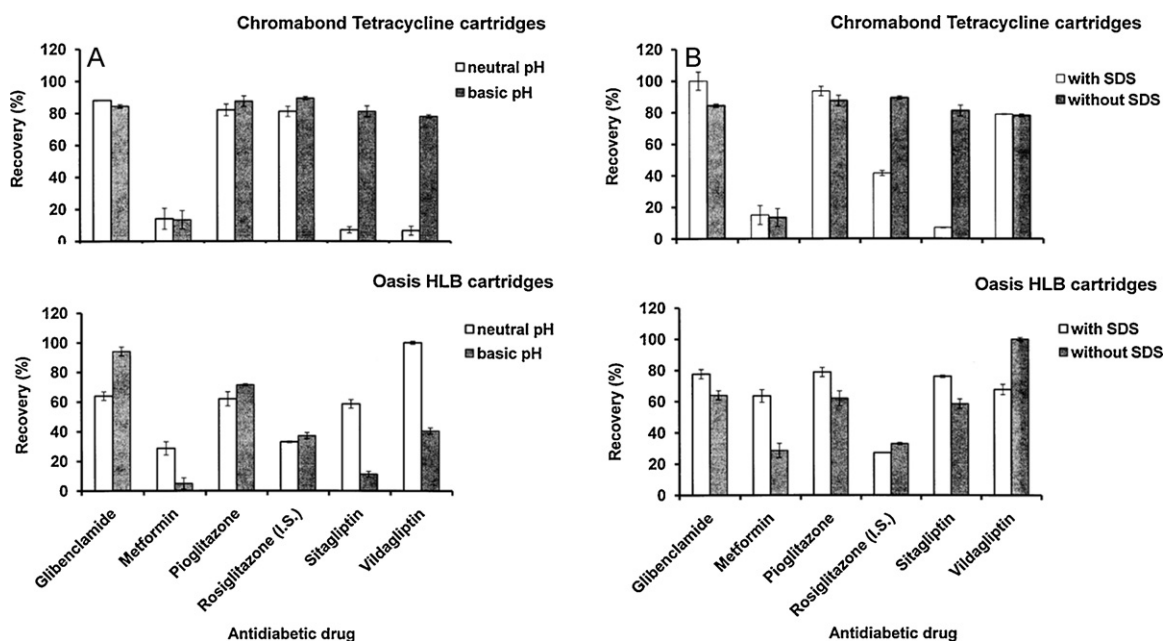 Chromabond Tetracycline cartridges
A
neutral pH
basic pH
Recovery (%)
120
100
80
60
40
20
0
Oasis HLB cartridges
neutral pH
basic pH
Recovery (%)
120
100
80
60
40
20
0
Glibenclamide
Metformin
Pioglitazone
Rosiglitazone (I.S.)
Sitagliptin
Vildagliptin
Antidiabetic drug
Chromabond Tetracycline cartridges
B
with SDS
without SDS
Recovery (%)
120
100
80
60
40
20
0
Oasis HLB cartridges
with SDS
without SDS
Recovery (%)
120
100
80
60
40
20
0
Glibenclamide
Metformin
Pioglitazone
Rosiglitazone (I.S.)
Sitagliptin
Vildagliptin
Antidiabetic drug